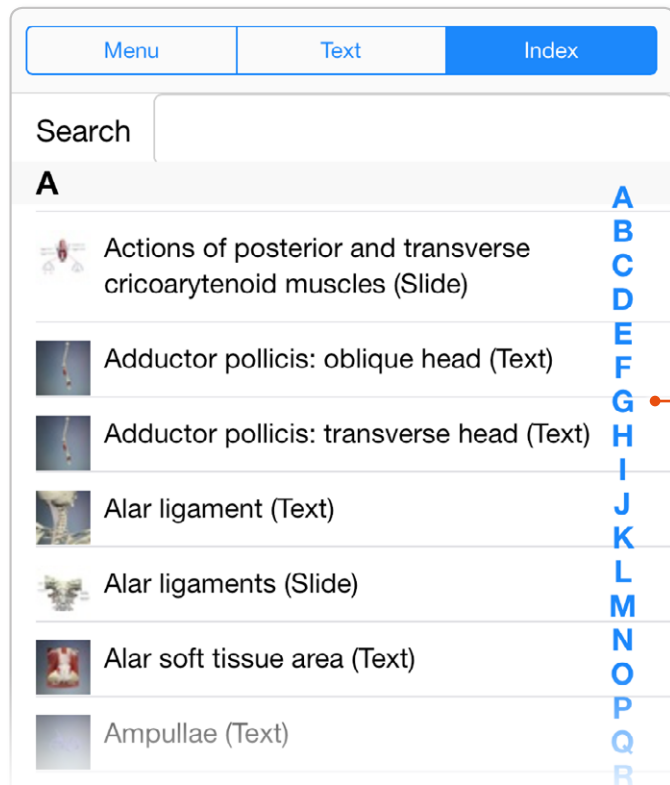 Menu Text Index
Search
A
Actions of posterior and transverse
cricoarytenoid muscles (Slide)
Adductor pollicis: oblique head (Text)
Adductor pollicis: transverse head (Text)
Alar ligament (Text)
Alar ligaments (Slide)
Alar soft tissue area (Text)
Ampullae (Text)
A
B
C
D
E
F
G
H
I
J
K
L
M
N
O
P
Q
R